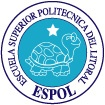 ESCUELA SUPERIOR POLITECNICA DEL LITORAL
ESPOL